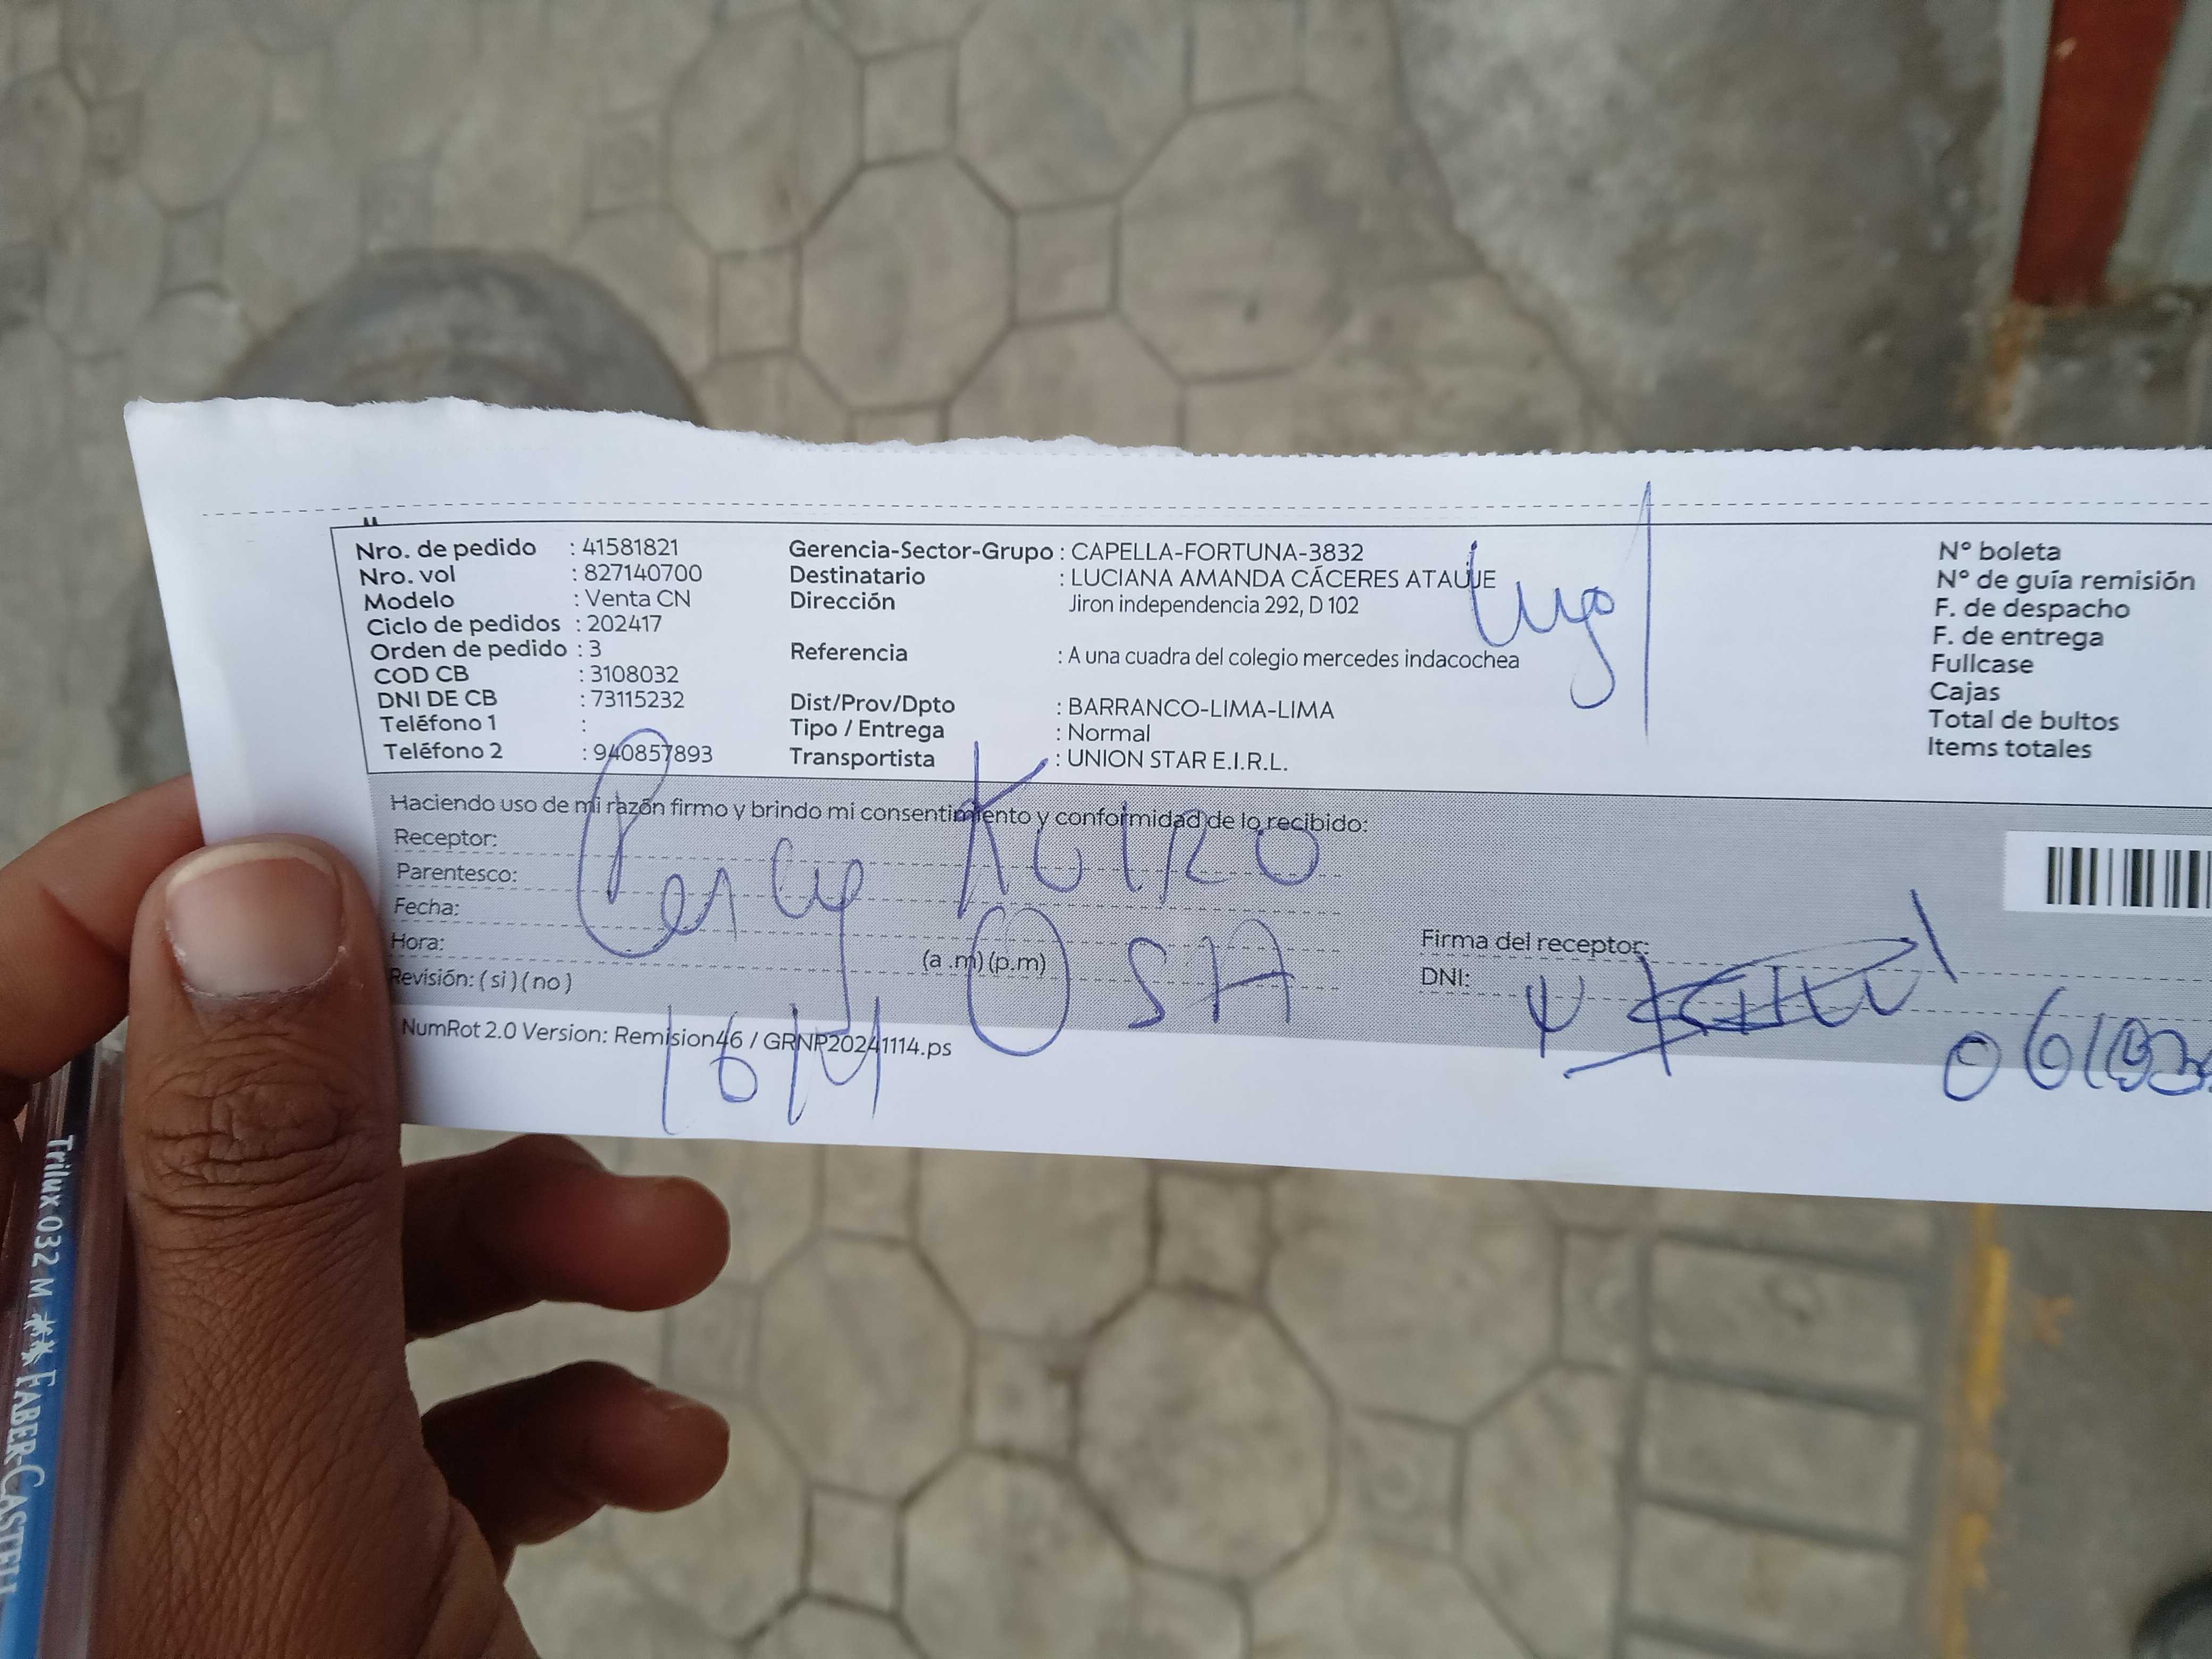 Nro. de pedido : 41581821
Nro. vol : 827140700
Modelo : Venta CN
Ciclo de pedidos : 202417
Orden de pedido : 3
COD CB : 3108032
DNI DE CB : 73115232
Teléfono 1 :
Teléfono 2 : 940857893
Gerencia-Sector-Grupo : CAPELLA-FORTUNA-3832
Destinatario : LUCIANA AMANDA CÁCERES ATAUJE
Dirección Jiron independencia 292, D 102
Referencia : A una cuadra del colegio mercedes indacochea
Dist/Prov/Dpto : BARRANCO-LIMA-LIMA
Tipo / Entrega : Normal
Transportista : UNION STAR E.I.R.L.
N° boleta
N° de guía remisión
F. de despacho
F. de entrega
Fullcase
Cajas
Total de bultos
Items totales
Haciendo uso de mi razón firmo y brindo mi consentimiento y conformidad de lo recibido:
Receptor:
Parentesco:
Fecha:
Hora: (a .m) (p.m)
Revisión: ( si ) ( no )
Percy
Firma del receptor:
DNI:
NumRot 2.0 Version: Remision46 / GRNP20241114.ps
Trilux 032 M FABER-CASTELL